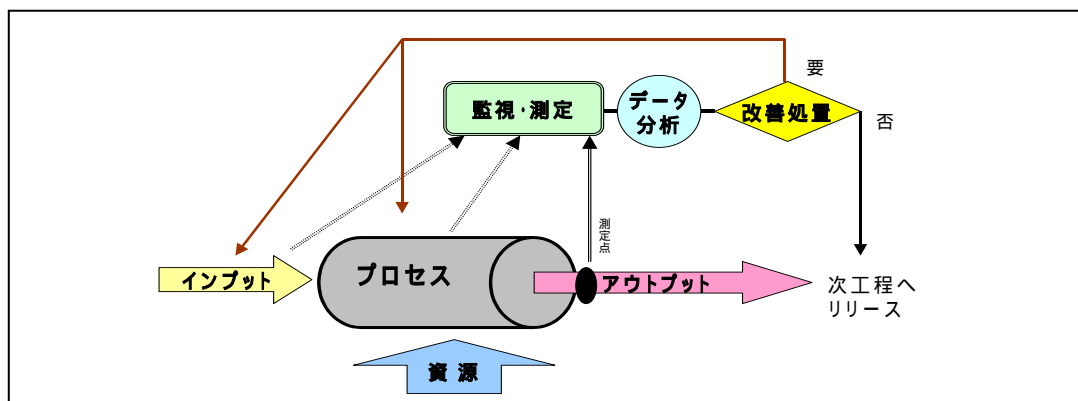 要
監視・測定
データ
分析
改善処置
否
測定点
インプット
プロセス
アウトプット
次工程へ
リリース
資 源